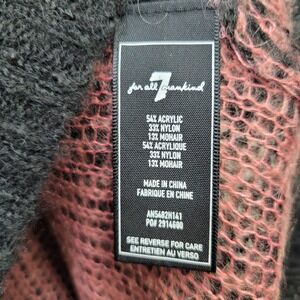 7
for all mankind
54% ACRYLIC
33% NYLON
13% MOHAIR
54% ACRYLIQUE
33% NYLON
13% MOHAIR
MADE IN CHINA
FABRIQUE EN CHINE
AN5482H141
PO# 2914600
SEE REVERSE FOR CARE
ENTRETIEN AU VERSO